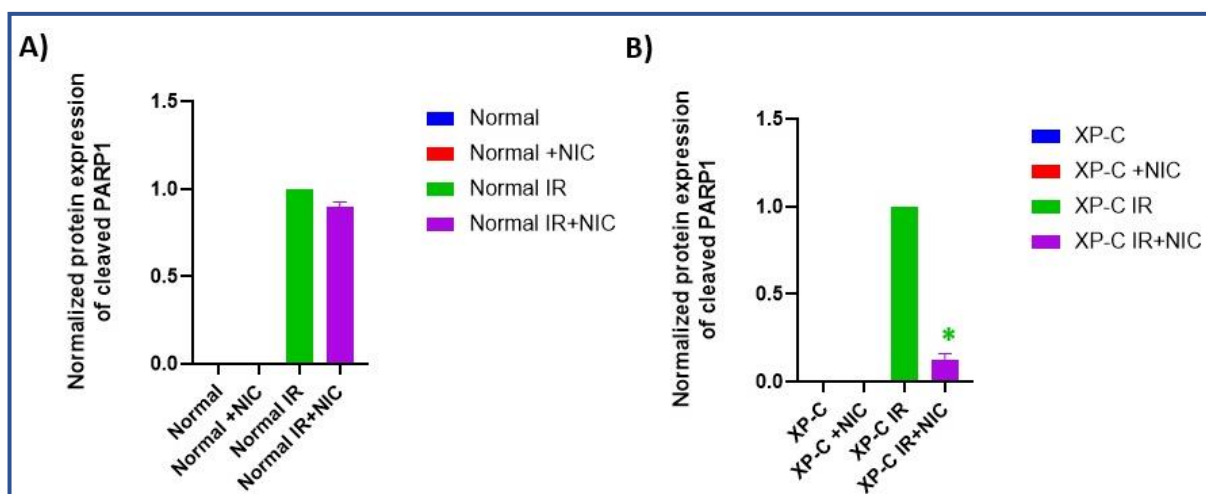 A)
Normalized protein expression
of cleaved PARP1
1.5
1.0
0.5
0.0
Normal
Normal +NIC
Normal IR
Normal IR+NIC
Normal
Normal +NIC
Normal IR
Normal IR+NIC
B)
Normalized protein expression
of cleaved PARP1
1.5
1.0
0.5
0.0
*
XP-C
XP-C +NIC
XP-C IR
XP-C IR+NIC
XP-C
XP-C +NIC
XP-C IR
XP-C IR+NIC